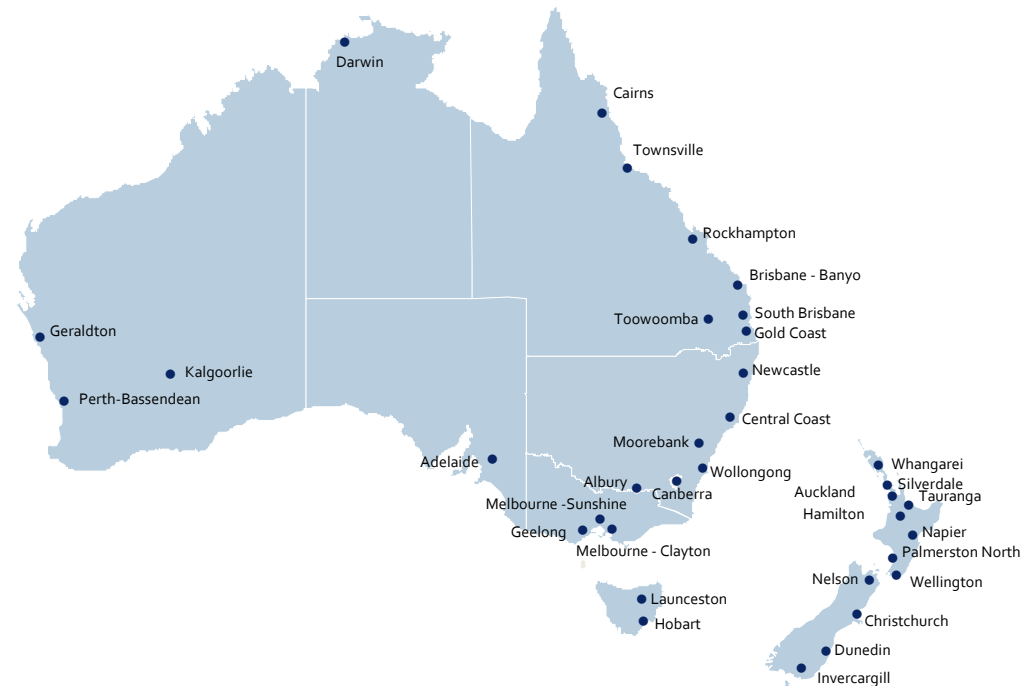 Darwin
Cairns
Townsville
Rockhampton
Brisbane - Banyo
South Brisbane
Toowoomba
Gold Coast
Geraldton
Newcastle
Kalgoorlie
Perth-Bassendean
Central Coast
Moorebank
Adelaide
Wollongong
Albury
Canberra
Melbourne -Sunshine
Geelong
Melbourne - Clayton
Launceston
Hobart
Whangarei
Silverdale
Auckland
Tauranga
Hamilton
Napier
Palmerston North
Nelson
Wellington
Christchurch
Dunedin
Invercargill